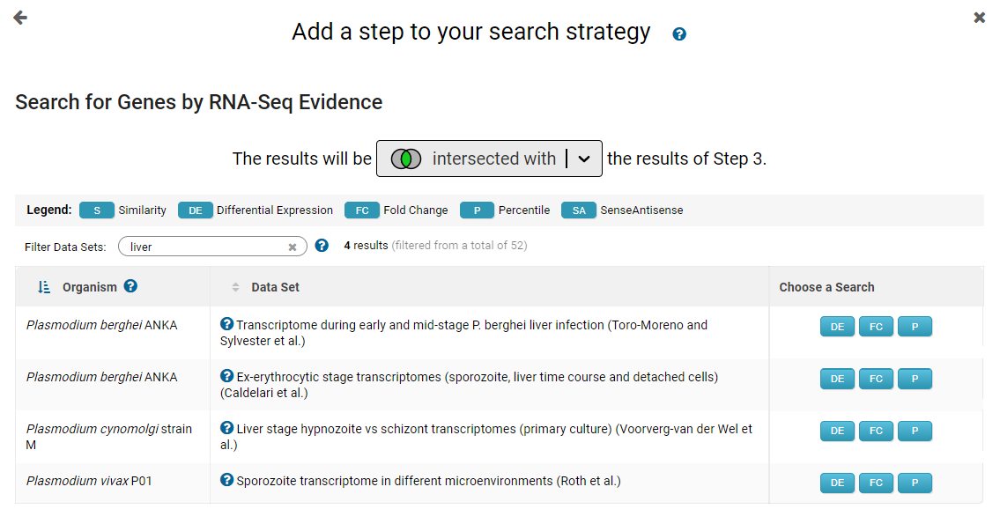 Add a step to your search strategy ?
Search for Genes by RNA-Seq Evidence
The results will be intersected with the results of Step 3.
Legend: S Similarity DE Differential Expression FC Fold Change P Percentile SA SenseAntisense
Filter Data Sets: liver ? 4 results (filtered from a total of 52)
Organism ? Data Set Choose a Search
Plasmodium berghei ANKA ? Transcriptome during early and mid-stage P. berghei liver infection (Toro-Moreno and DE FC P
Sylvester et al.)
Plasmodium berghei ANKA ? Ex-erythrocytic stage transcriptomes (sporozoite, liver time course and detached cells) DE FC P
(Caldelari et al.)
Plasmodium cynomolgi strain ? Liver stage hypnozoite vs schizont transcriptomes (primary culture) (Voorverg-van der Wel et DE FC P
M al.)
Plasmodium vivax P01 ? Sporozoite transcriptome in different microenvironments (Roth et al.) DE FC P